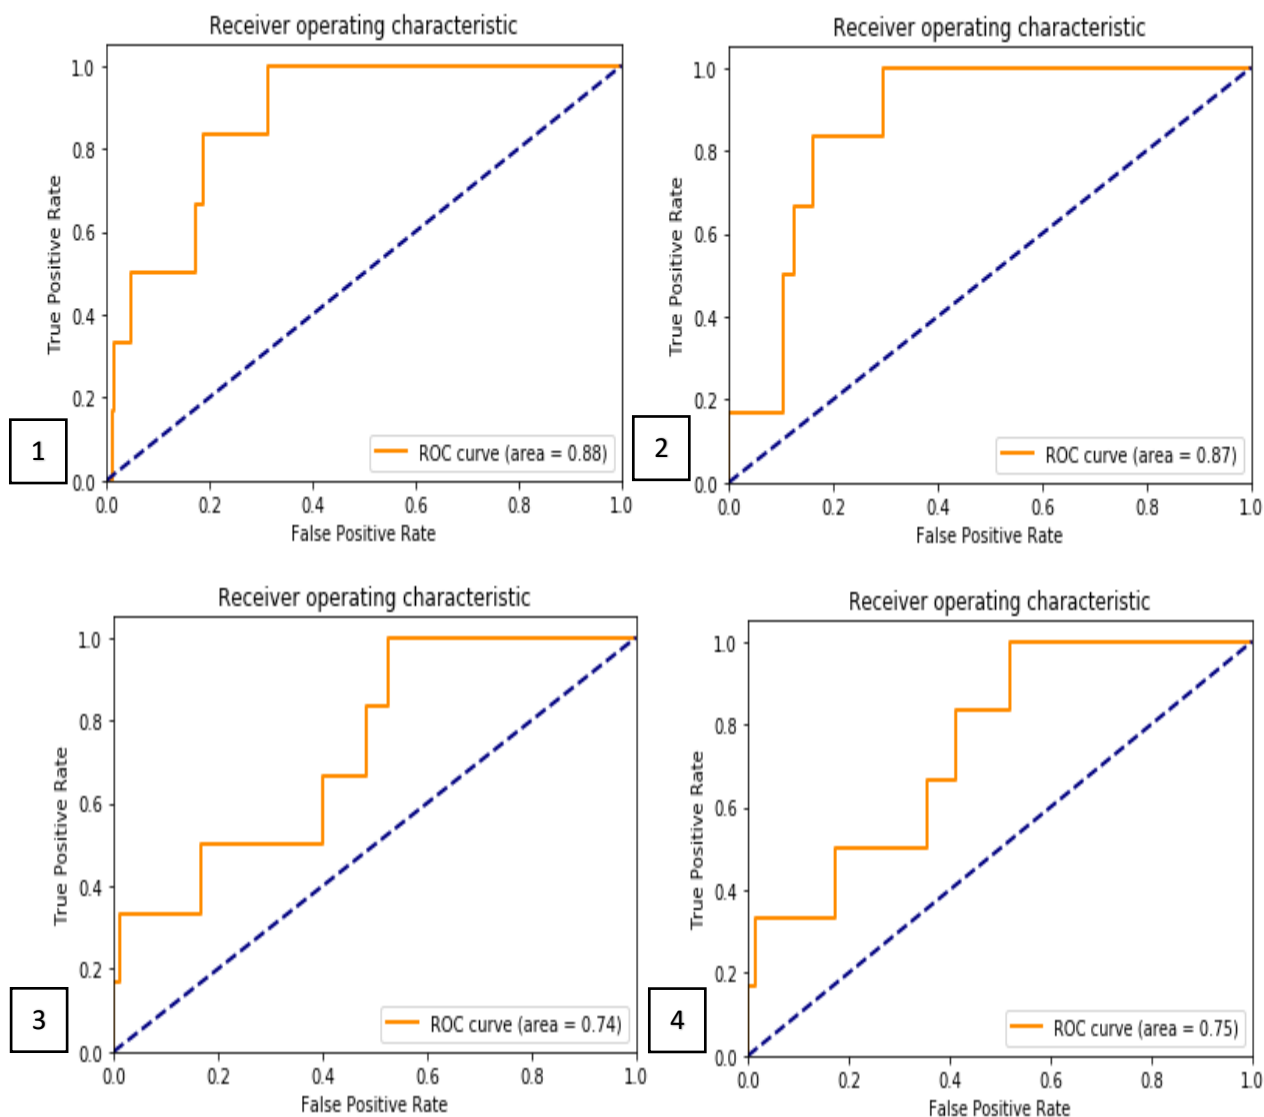 Receiver operating characteristic
1.0
0.8
0.6
0.4
0.2
0.0
True Positive Rate
0.0 0.2 0.4 0.6 0.8 1.0
False Positive Rate
ROC curve (area = 0.88)
1
Receiver operating characteristic
1.0
0.8
0.6
0.4
0.2
0.0
True Positive Rate
0.0 0.2 0.4 0.6 0.8 1.0
False Positive Rate
ROC curve (area = 0.87)
2
Receiver operating characteristic
1.0
0.8
0.6
0.4
0.2
0.0
True Positive Rate
0.0 0.2 0.4 0.6 0.8 1.0
False Positive Rate
ROC curve (area = 0.74)
3
Receiver operating characteristic
1.0
0.8
0.6
0.4
0.2
0.0
True Positive Rate
0.0 0.2 0.4 0.6 0.8 1.0
False Positive Rate
ROC curve (area = 0.75)
4